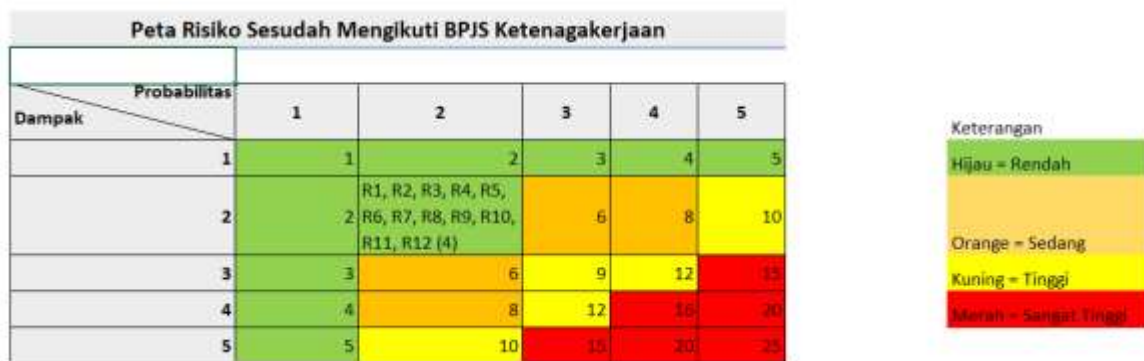 Peta Risiko Sesudah Mengikuti BPJS Ketenagakerjaan
Probabilitas
Dampak
1 2 3 4 5
1 1 2 3 4 5
R1, R2, R3, R4, R5,
2 2 R6, R7, R8, R9, R10, 6 8 10
R11, R12 (4)
3 3 6 9 12 15
4 4 8 12 16 20
5 5 10 15 20 25
Keterangan
Hijau = Rendah
Orange = Sedang
Kuning = Tinggi
Merah = Sangat Tinggi